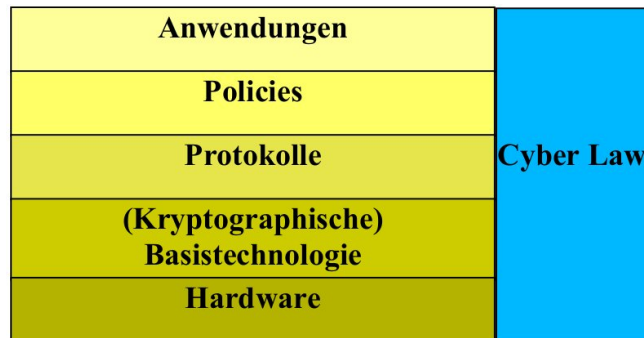 Anwendungen
Policies
Protokolle
Cyber Law
(Kryptographische)
Basistechnologie
Hardware